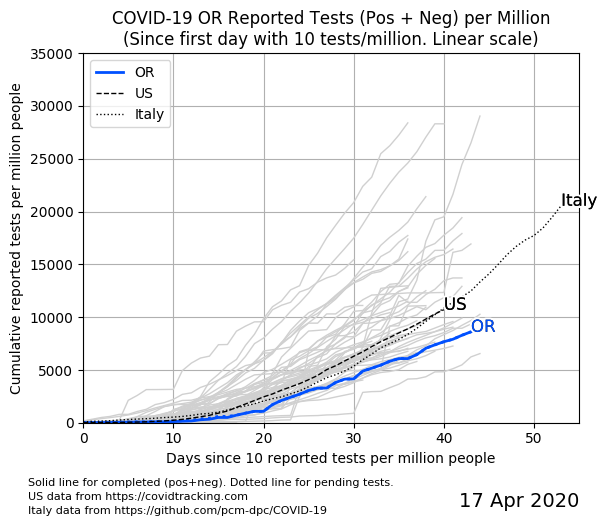 COVID-19 OR Reported Tests (Pos + Neg) per Million
(Since first day with 10 tests/million. Linear scale)
Cumulative reported tests per million people
35000
30000
25000
20000
15000
10000
5000
0
OR
US
Italy
Italy
US
OR
0 10 20 30 40 50
Days since 10 reported tests per million people
Solid line for completed (pos+neg). Dotted line for pending tests.
US data from https://covidtracking.com
Italy data from https://github.com/pcm-dpc/COVID-19
17 Apr 2020